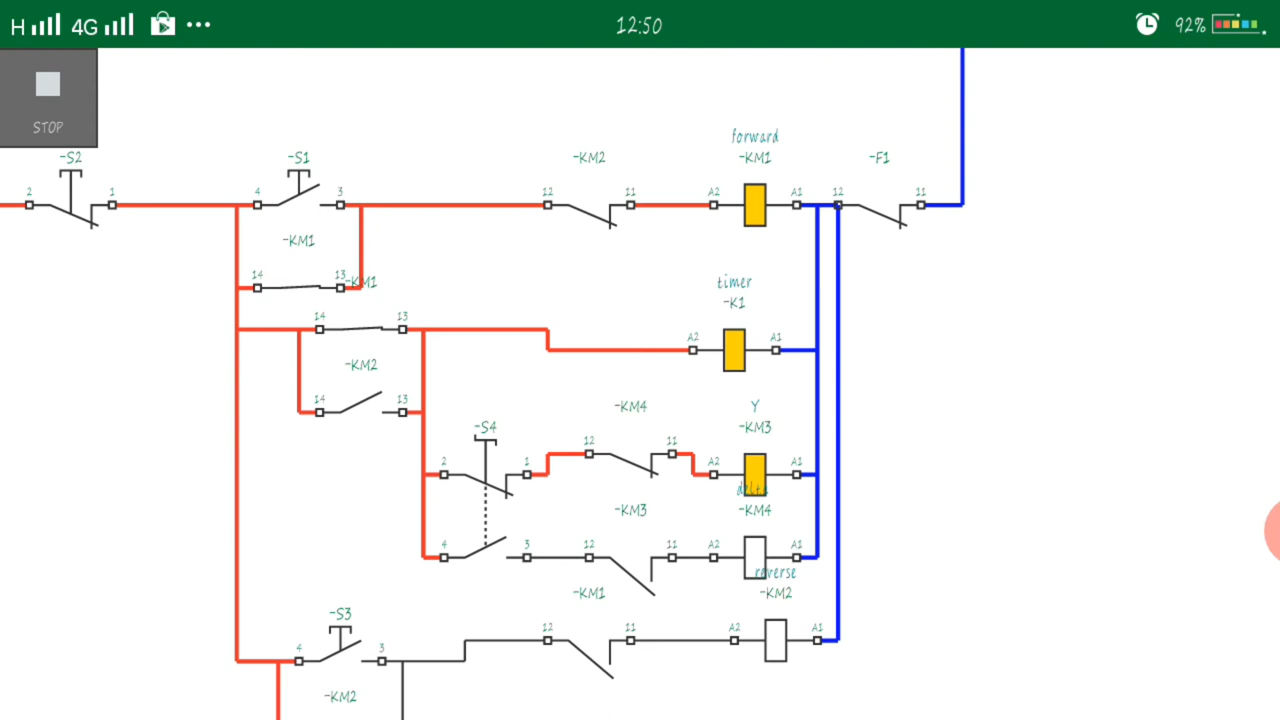 H 4G 12:50 92%
STOP
forward
-S2 -S1 -KM2 -KM1 -F1
2 1 4 3 12 11 A2 A1 12 11
-KM1
14 13 -KM1
timer
-K1
14 13 A2 A1
-KM2
14 13
-KM4 Y
-S4 -KM3
12 11
2 1 A2 A1
delta
-KM3 -KM4
4 3 12 11 A2 A1
reverse
-KM1 -KM2
-S3
12 11 A2 A1
4 3
-KM2